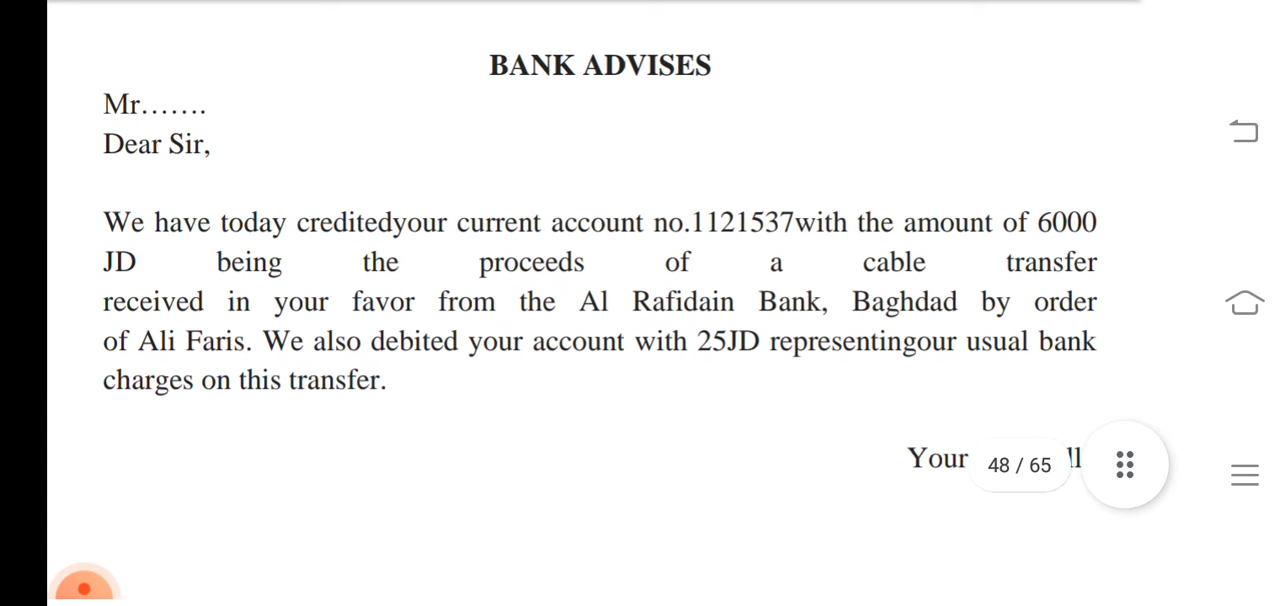 BANK ADVISES
Mr.......
Dear Sir,
We have today creditedyour current account no.1121537with the amount of 6000
JD being the proceeds of a cable transfer
received in your favor from the Al Rafidain Bank, Baghdad by order
of Ali Faris. We also debited your account with 25JD representingour usual bank
charges on this transfer.
Your
48 / 65